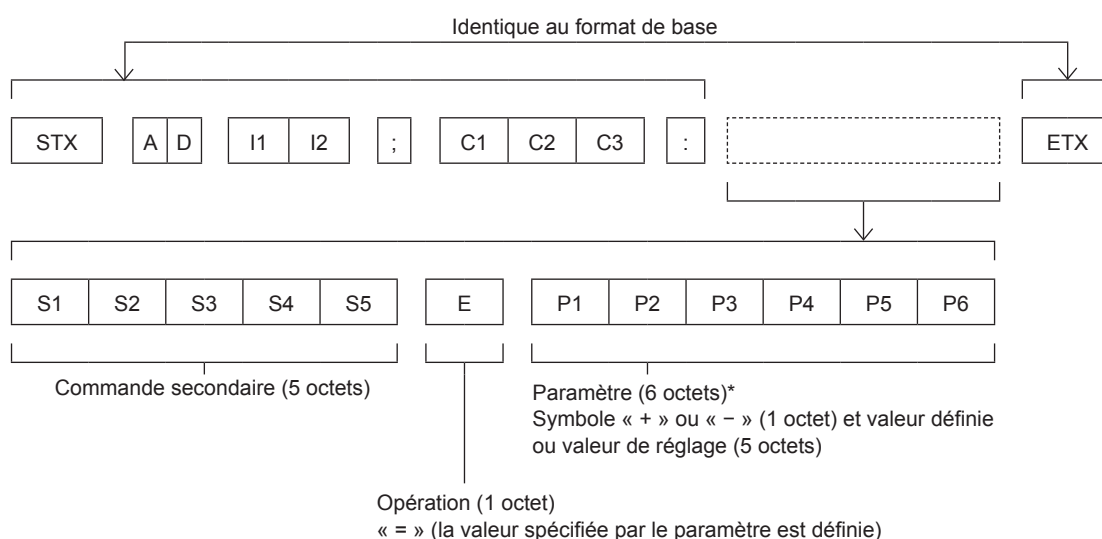 Identique au format de base
STX A D I1 I2 ; C1 C2 C3 : ETX
S1 S2 S3 S4 S5 E P1 P2 P3 P4 P5 P6
Commande secondaire (5 octets)
Paramètre (6 octets)*
Symbole « + » ou « − » (1 octet) et valeur définie
ou valeur de réglage (5 octets)
Opération (1 octet)
« = » (la valeur spécifiée par le paramètre est définie)